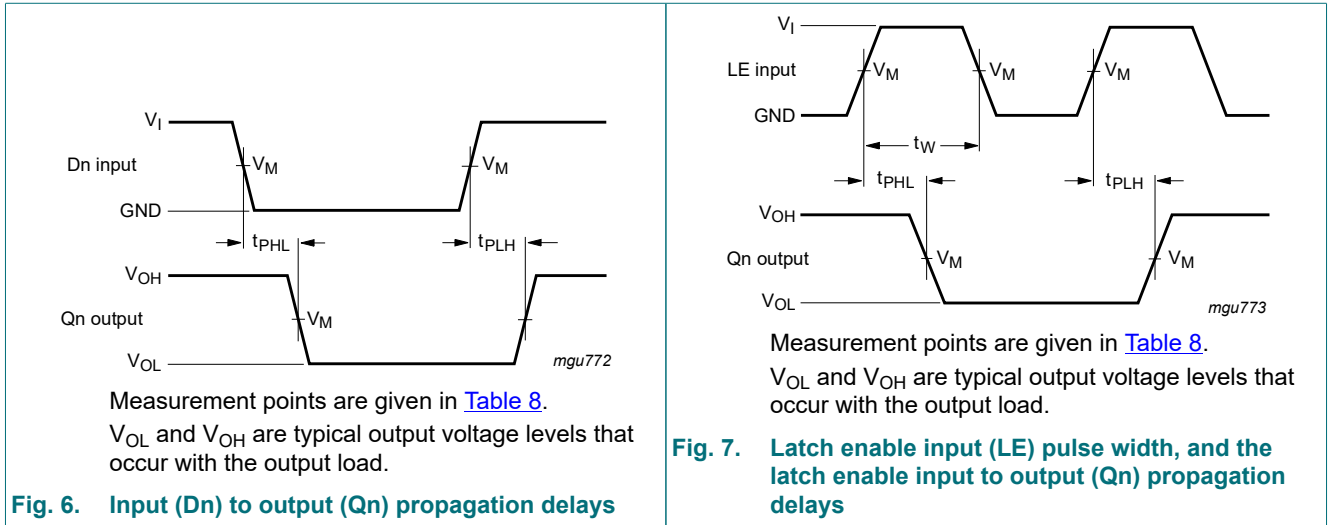 V_I
Dn input
V_M
V_M
GND
t_PHL
t_PLH
V_OH
Qn output
V_M
V_OL
mgu772
Measurement points are given in Table 8.
V_OL and V_OH are typical output voltage levels that
occur with the output load.
Fig. 6. Input (Dn) to output (Qn) propagation delays
V_I
LE input
V_M
V_M
V_M
GND
t_W
t_PHL
t_PLH
V_OH
Qn output
V_M
V_M
V_OL
mgu773
Measurement points are given in Table 8.
V_OL and V_OH are typical output voltage levels that
occur with the output load.
Fig. 7. Latch enable input (LE) pulse width, and the
latch enable input to output (Qn) propagation
delays